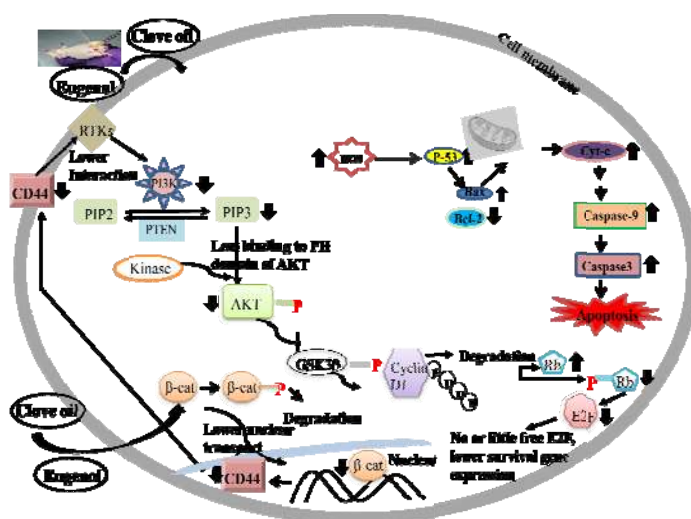 Clove oil
Eugenol
Cell membrane
RTKs
Lower
Interaction
CD44
PI3K
PIP2
PIP3
PTEN
Less binding to PH
domain of AKT
Kinase
AKT
P
GSK3β
P
Cyclin
D1
Degradation
ROS
P-53
Bax
Bcl-2
Cyt-c
Caspase-9
Caspase3
Apoptosis
Rb
P
Rb
E2F
No or little free E2F,
lower survival gene
expression
β-cat
β-cat
P
Degradation
Lower nuclear
transport
Clove oil
Eugenol
CD44
β cat
Nuclear